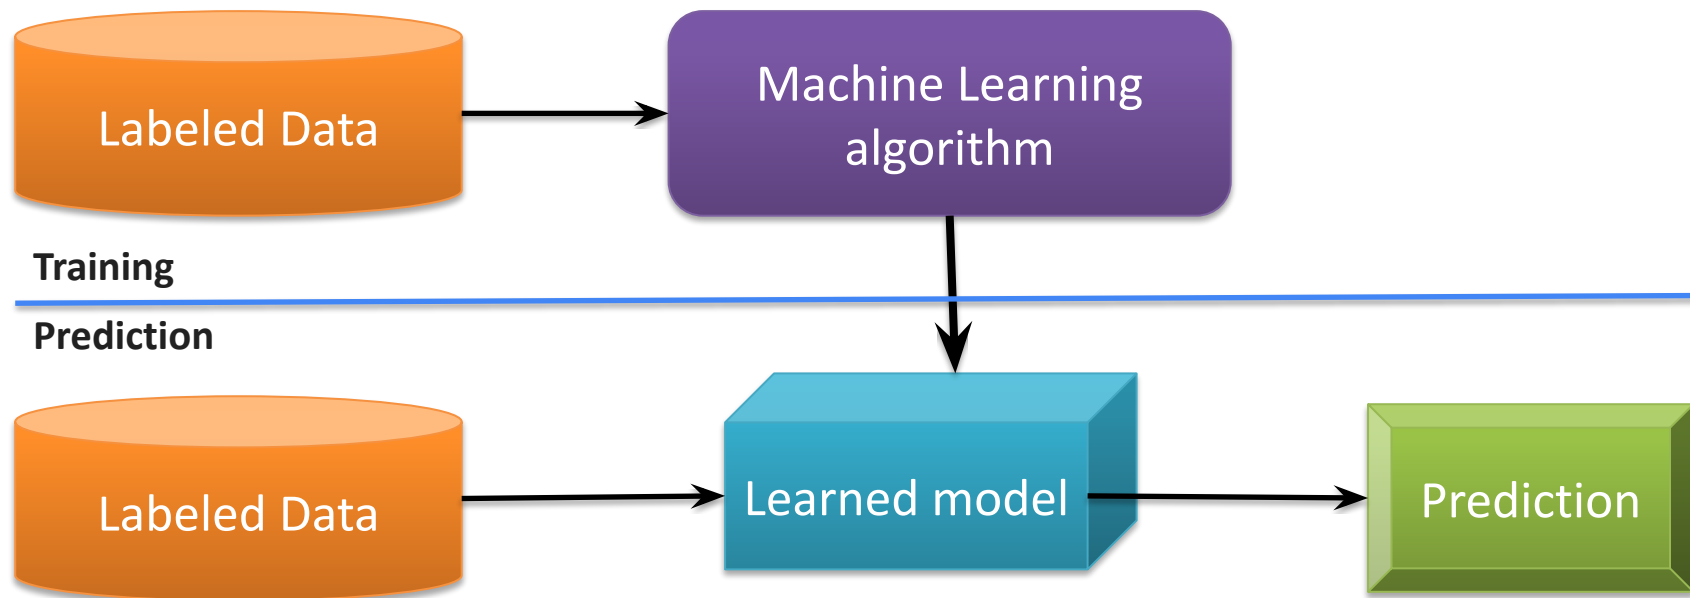 Labeled Data
Machine Learning
algorithm
Training
Prediction
Labeled Data
Learned model
Prediction